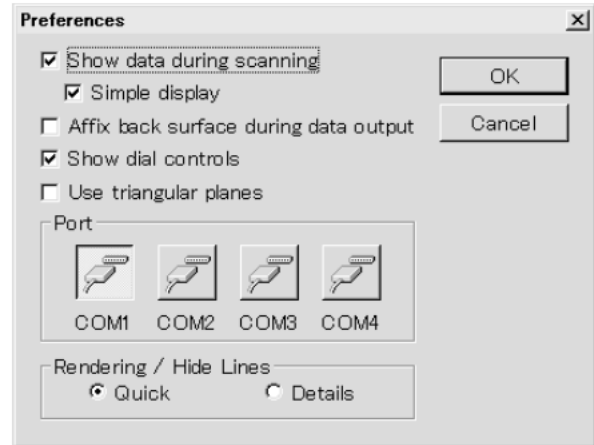 Preferences
Show data during scanning
Simple display
Affix back surface during data output
Show dial controls
Use triangular planes
OK
Cancel
Port
COM1 COM2 COM3 COM4
Rendering / Hide Lines
Quick Details